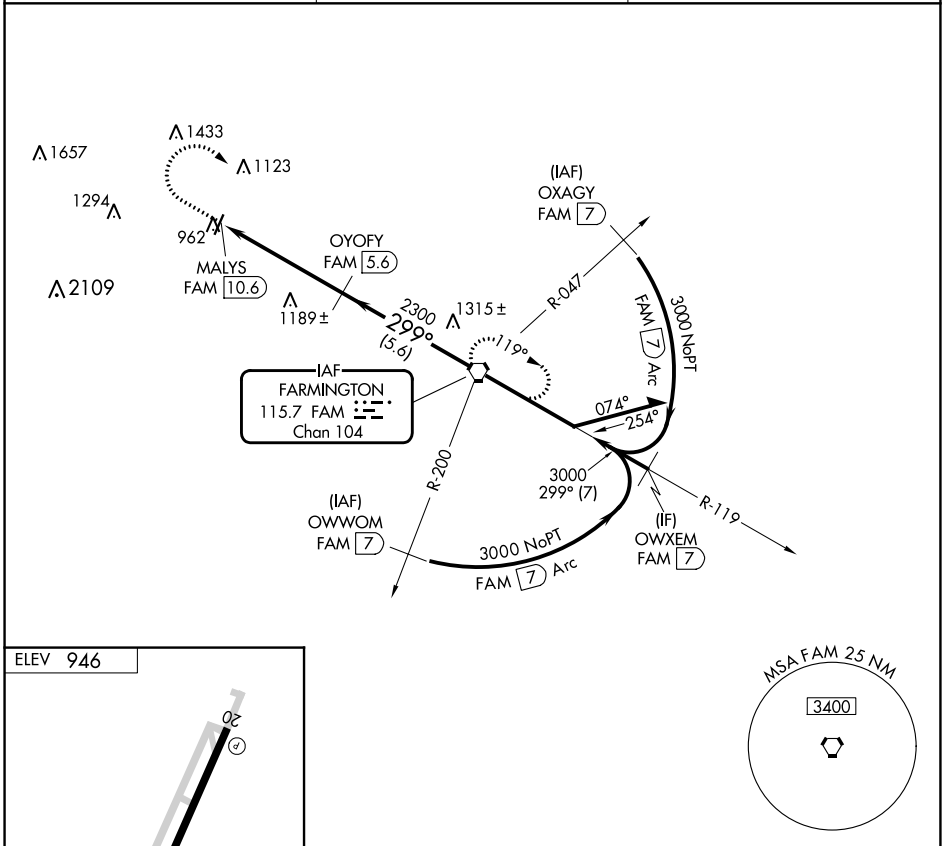 1433
1657
1123
1294
962
2109
MALYS
FAM 10.6
OYOFY
FAM 5.6
1189 ±
1315 ±
2300
299°
(5.6)
119°
(IAF)
OXAGY
FAM 7
R-047
3000 NoPT
FAM 7 Arc
IAF
FARMINGTON
115.7 FAM
Chan 104
074°
254°
3000
299° (7)
R-200
R-119
(IAF)
OWWOM
FAM 7
3000 NoPT
FAM 7 Arc
(IF)
OWXEM
FAM 7
ELEV 946
20
P
MSA FAM 25 NM
3400